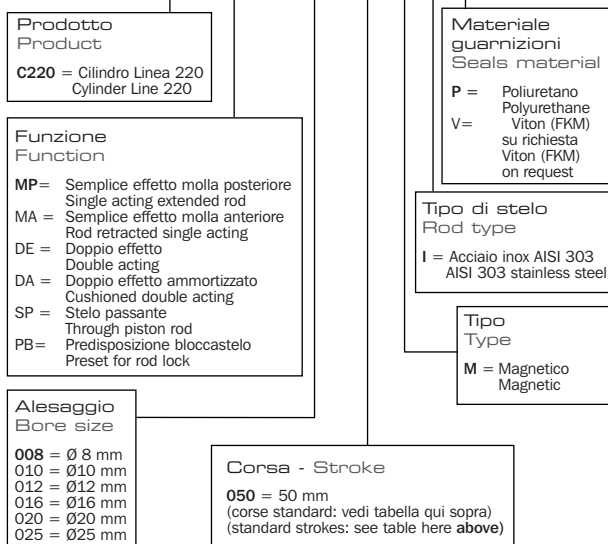 Prodotto
Product
C220 = Cilindro Linea 220
Cylinder Line 220
Funzione
Function
MP= Semplice effetto molla posteriore
Single acting extended rod
MA = Semplice effetto molla anteriore
Rod retracted single acting
DE = Doppio effetto
Double acting
DA = Doppio effetto ammortizzato
Cushioned double acting
SP = Stelo passante
Through piston rod
PB= Predisposizione bloccastelo
Preset for rod lock
Alesaggio
Bore size
008 = Ø 8 mm
010 = Ø10 mm
012 = Ø12 mm
016 = Ø16 mm
020 = Ø20 mm
025 = Ø25 mm
Corsa - Stroke
050 = 50 mm
(corse standard: vedi tabella qui sopra)
(standard strokes: see table here above)
Materiale
guarnizioni
Seals material
P = Poliuretano
Polyurethane
V= Viton (FKM)
su richiesta
Viton (FKM)
on request
Tipo di stelo
Rod type
I = Acciaio inox AISI 303
AISI 303 stainless steel
Tipo
Type
M = Magnetico
Magnetic